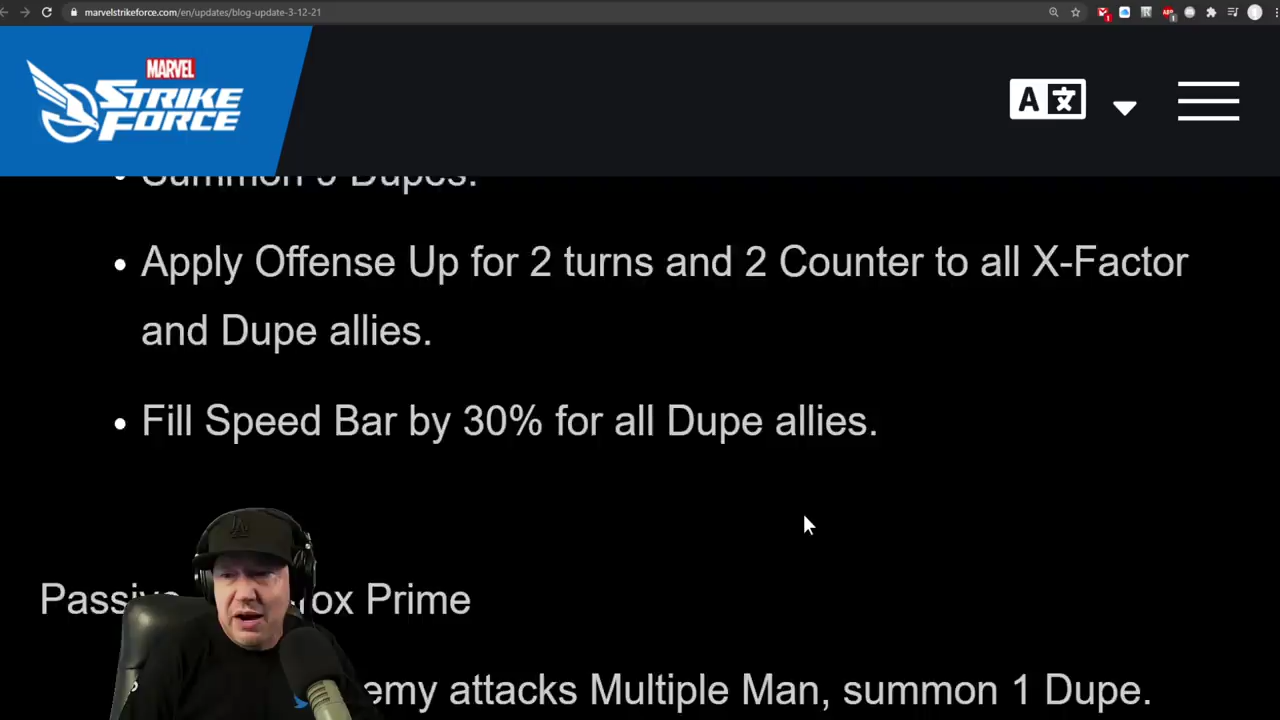 marvelstrikeforce.com/en/updates/blog-update-3-12-21
MARVEL
STRIKE
FORCE
A
Summon Dupes.
Apply Offense Up for 2 turns and 2 Counter to all X-Factor
and Dupe allies.
Fill Speed Bar by 30% for all Dupe allies.
Prime
attacks Multiple Man, summon 1 Dupe.